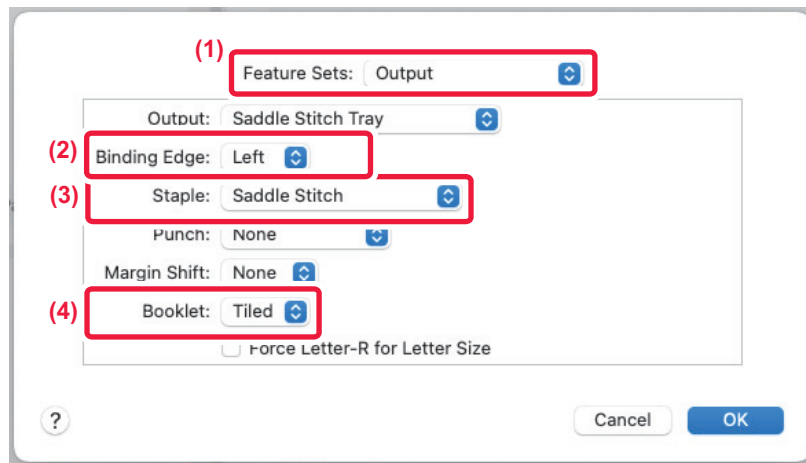 (1)
Feature Sets: Output
Output: Saddle Stitch Tray
(2) Binding Edge: Left
(3) Staple: Saddle Stitch
Punch: None
Margin Shift: None
(4) Booklet: Tiled
Force Letter-R for Letter Size
? Cancel OK